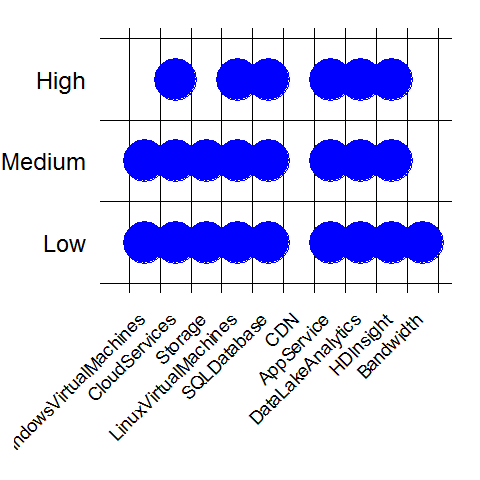 High
Medium
Low
ndowsVirtualMachines
CloudServices
Storage
LinuxVirtualMachines
SQLDatabase
CDN
AppService
DataLakeAnalytics
HDInsight
Bandwidth